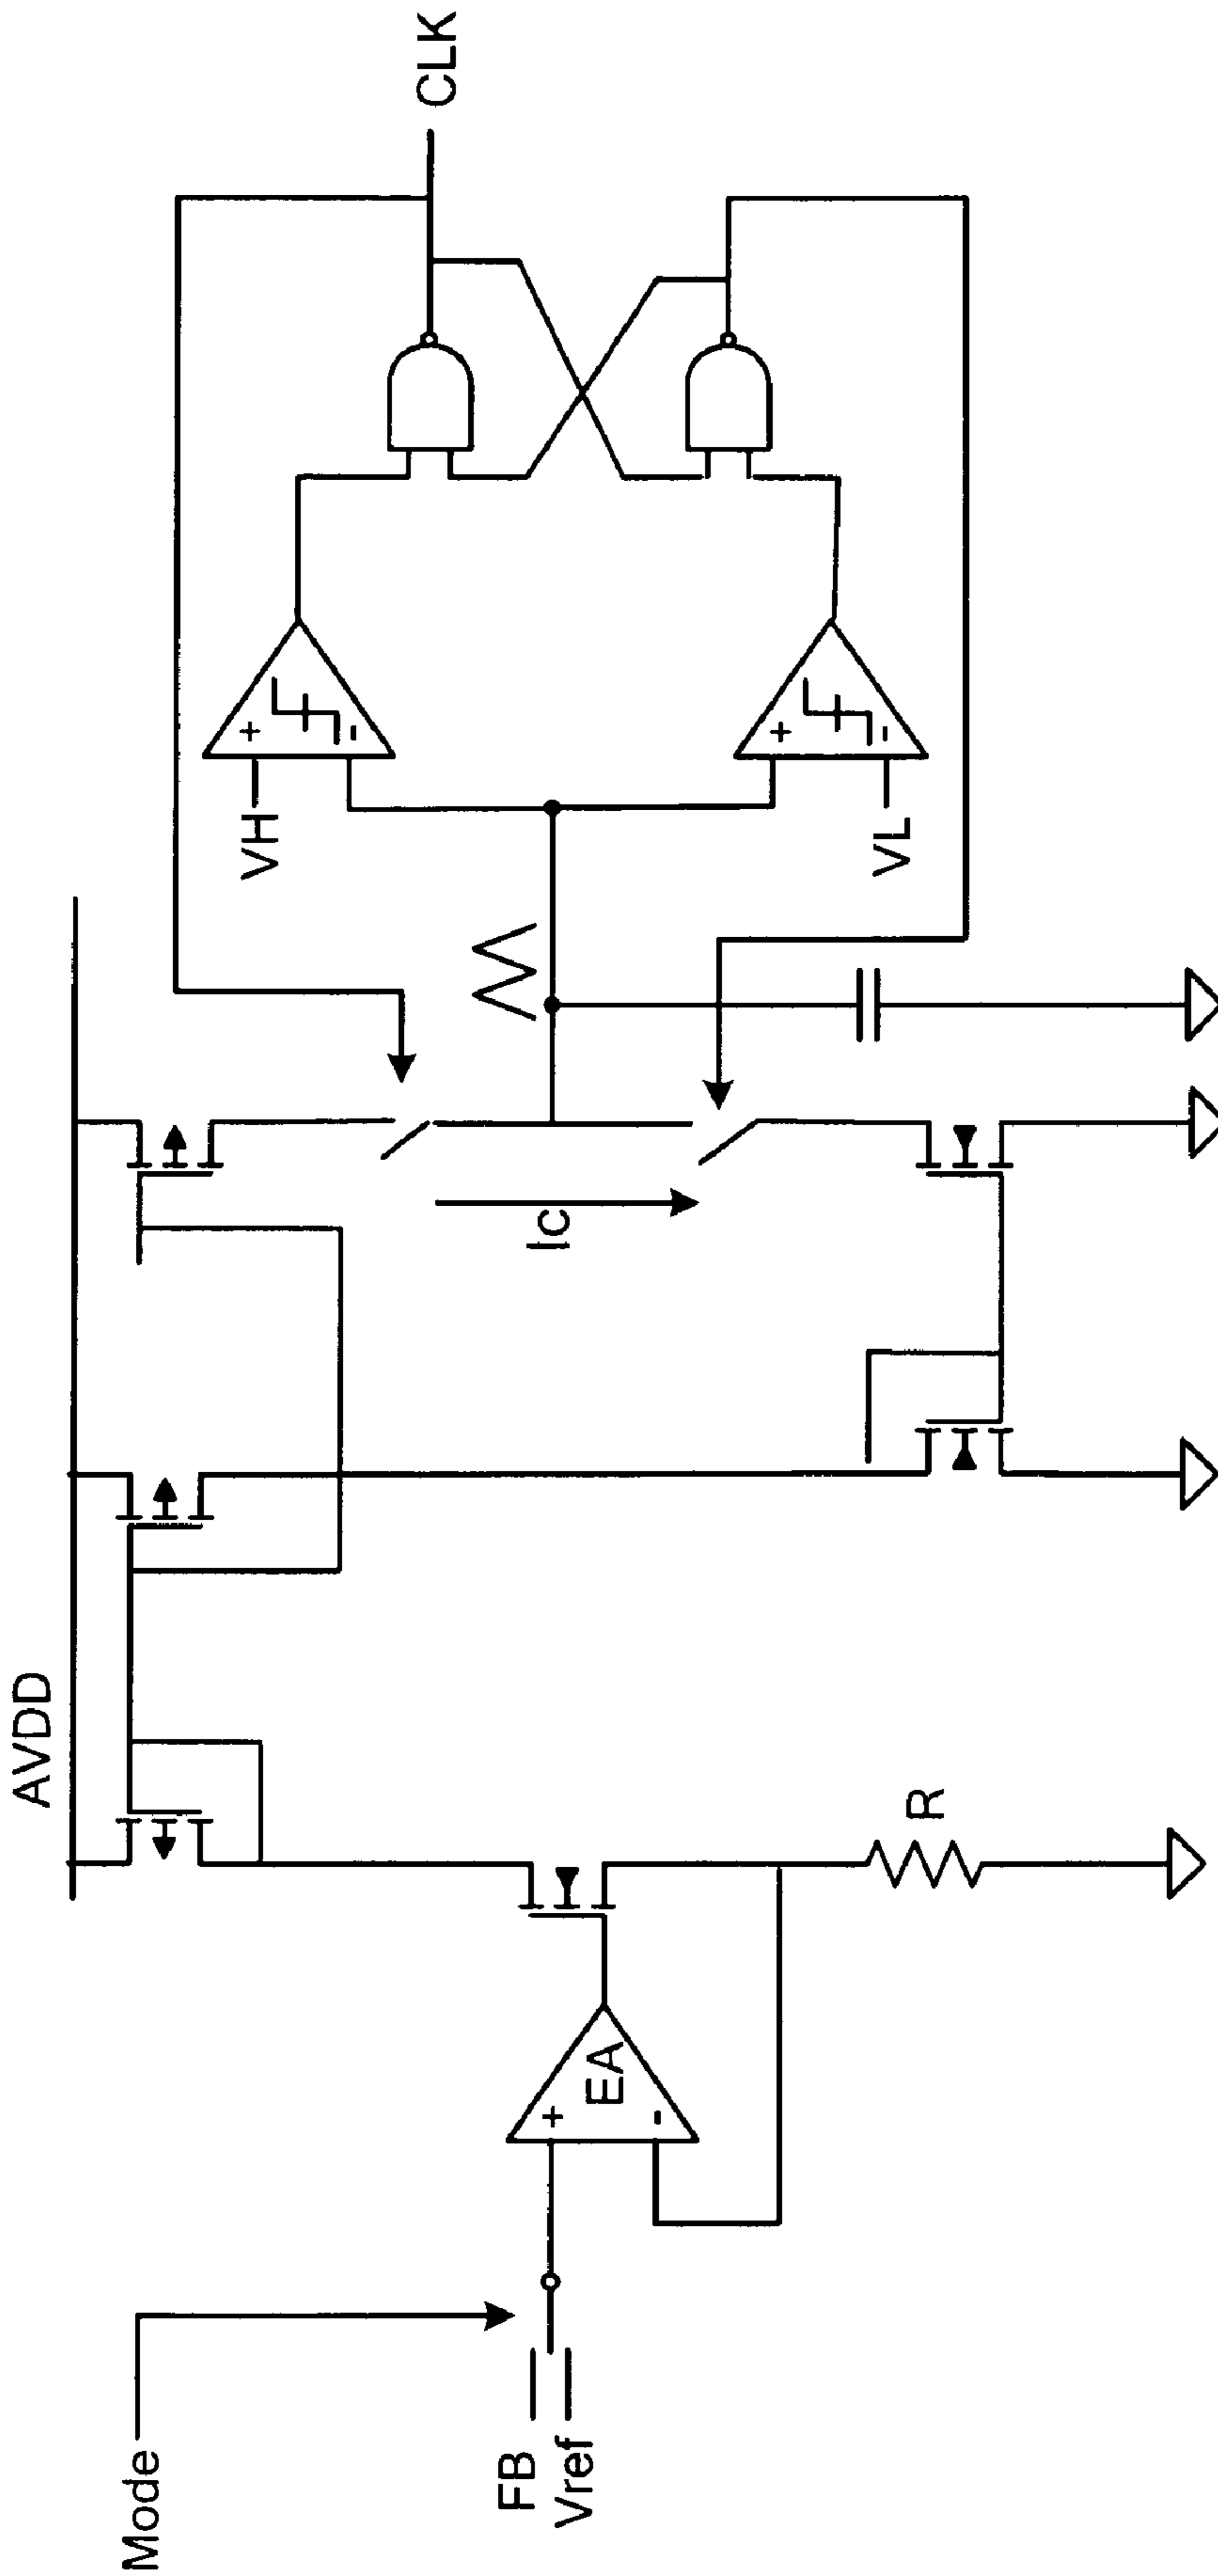 AVDD
Mode
FB
Vref
+
-
EA
R
Ic
VH
+
-
VL
+
-
CLK